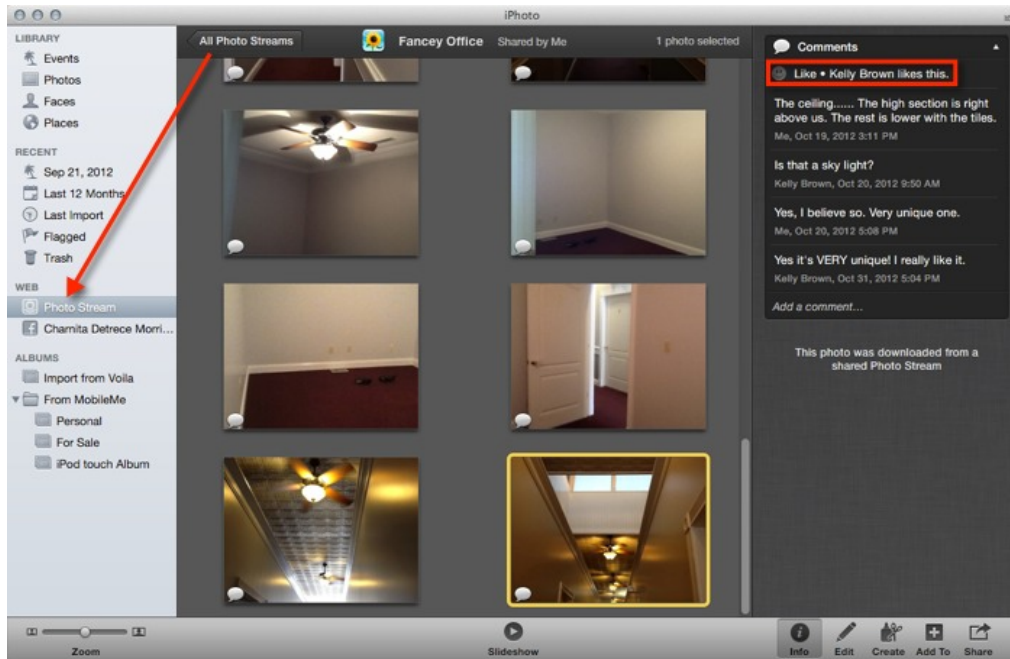 iPhoto
LIBRARY
Events
Photos
Faces
Places
RECENT
Sep 21, 2012
Last 12 Months
Last Import
Flagged
Trash
WEB
Photo Stream
Charnita Detrece Morri...
ALBUMS
Import from Voila
From MobileMe
Personal
For Sale
iPod touch Album
All Photo Streams
Fancey Office Shared by Me
1 photo selected
Comments
Like • Kelly Brown likes this.
The ceiling...... The high section is right
above us. The rest is lower with the tiles.
Me, Oct 19, 2012 3:11 PM
Is that a sky light?
Kelly Brown, Oct 20, 2012 9:50 AM
Yes, I believe so. Very unique one.
Me, Oct 20, 2012 5:08 PM
Yes it's VERY unique! I really like it.
Kelly Brown, Oct 31, 2012 5:04 PM
Add a comment...
This photo was downloaded from a
shared Photo Stream
Zoom
Slideshow
Info Edit Create Add To Share